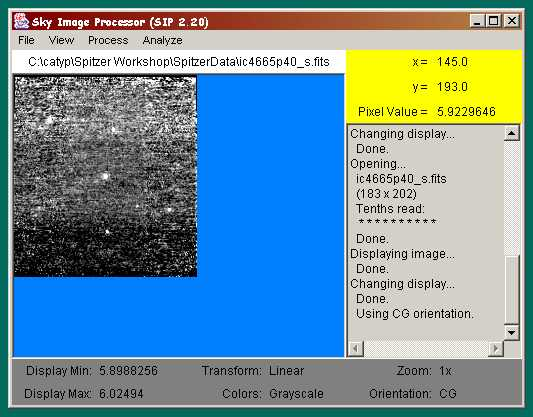 Sky Image Processor (SIP 2.20)
File View Process Analyze
C:\catyp\Spitzer Workshop\SpitzerData\ic4665p40_s.fits
x = 145.0
y = 193.0
Pixel Value = 5.9229646
Changing display...
Done.
Opening...
ic4665p40_s.fits
(183 x 202)
Tenths read:
* * * * * * * * * *
Done.
Displaying image...
Done.
Changing display...
Done.
Using CG orientation.
Display Min: 5.8988256 Transform: Linear Zoom: 1x
Display Max: 6.02494 Colors: Grayscale Orientation: CG